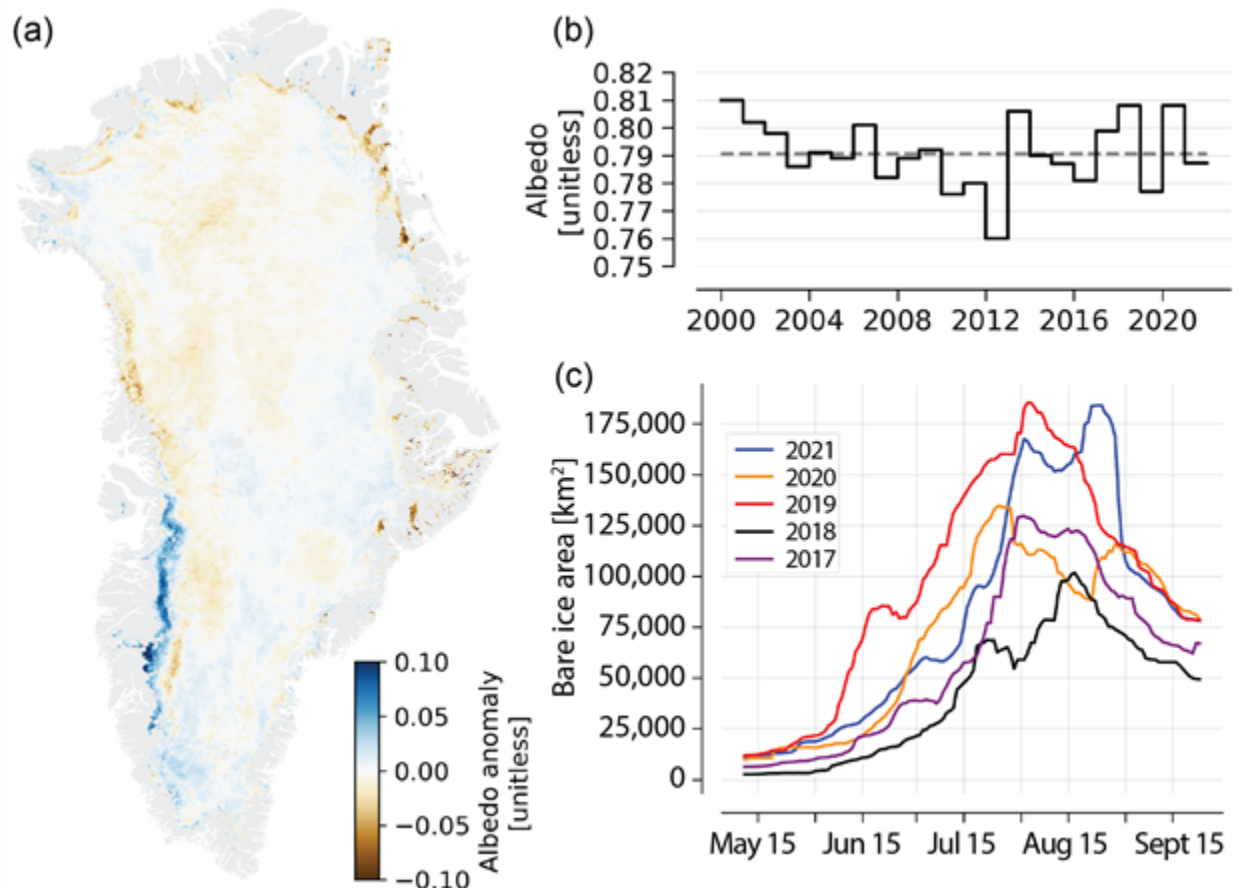 (a)
0.10
0.05
0.00
−0.05
−0.10
Albedo anomaly
[unitless]
(b)
0.82
0.81
0.80
0.79
0.78
0.77
0.76
0.75
Albedo
[unitless]
2000 2004 2008 2012 2016 2020
(c)
175,000
150,000
125,000
100,000
75,000
50,000
25,000
0
Bare ice area [km²]
2021
2020
2019
2018
2017
May 15 Jun 15 Jul 15 Aug 15 Sept 15